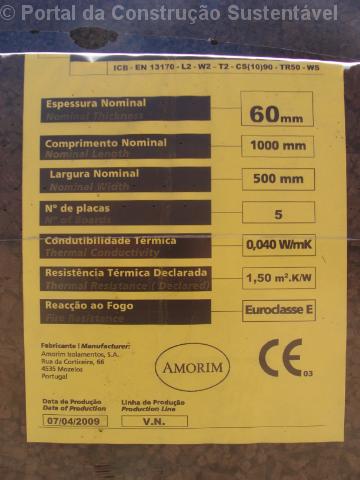 © Portal da Construção Sustentável
ICB - EN 13170 - L2 - W2 - T2 - CS(10)90 - TR50 - WS
Espessura Nominal
Nominal Thickness
60mm
Comprimento Nominal
Nominal Length
1000 mm
Largura Nominal
Nominal Width
500 mm
Nº de placas
Nº of Boards
5
Condutibilidade Térmica
Thermal Conductivity
0,040 W/mK
Resistência Térmica Declarada
Thermal Resistance (Declared)
1,50 m².K/W
Reacção ao Fogo
Fire Resistance
Euroclasse E
Fabricante \ Manufacturer:
Amorim Isolamentos, S.A.
Rua da Corticeira, 66
4535 Mozelos
Portugal
AMORIM
CE 03
Data de Produção
Date of Production
07/04/2009
Linha de Produção
Production Line
V.N.